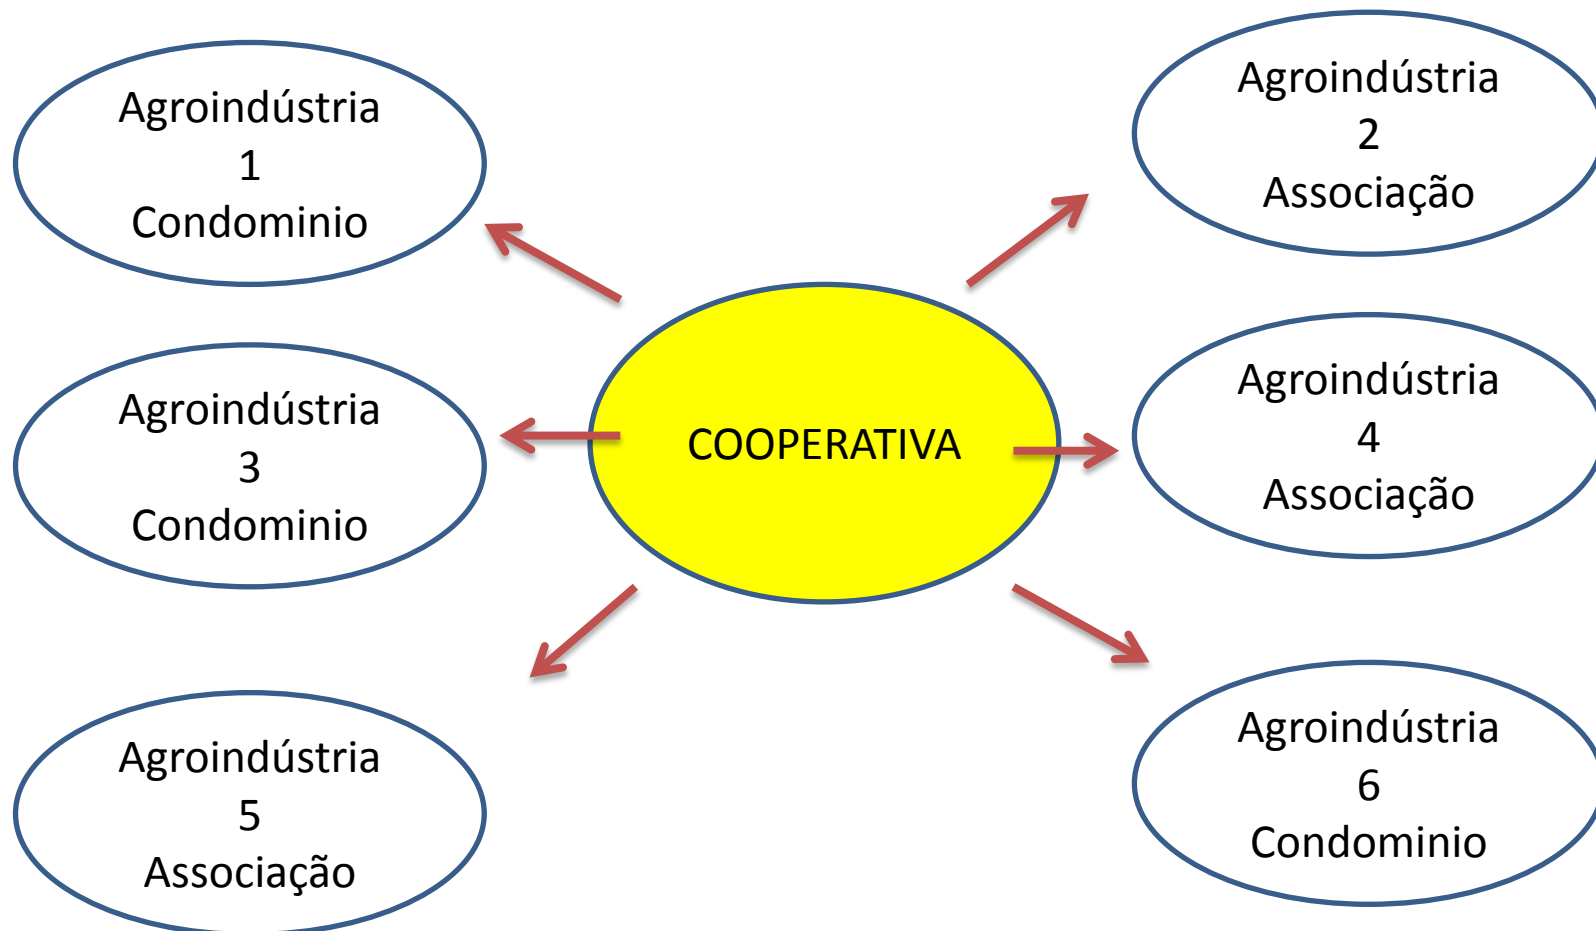 Agroindústria
1
Condominio
Agroindústria
2
Associação
Agroindústria
3
Condominio
COOPERATIVA
Agroindústria
4
Associação
Agroindústria
5
Associação
Agroindústria
6
Condominio